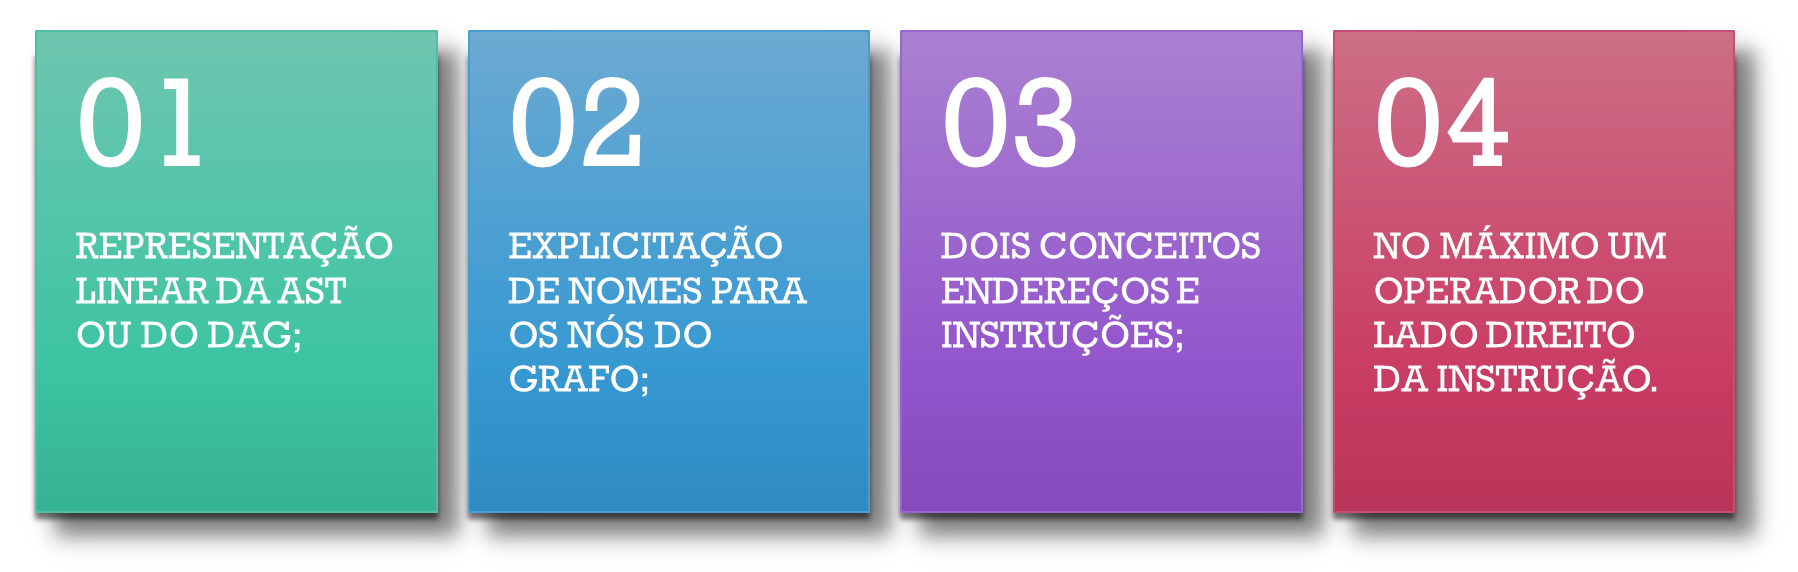 01
REPRESENTAÇÃO
LINEAR DA AST
OU DO DAG;
02
EXPLICITAÇÃO
DE NOMES PARA
OS NÓS DO
GRAFO;
03
DOIS CONCEITOS
ENDEREÇOS E
INSTRUÇÕES;
04
NO MÁXIMO UM
OPERADOR DO
LADO DIREITO
DA INSTRUÇÃO.